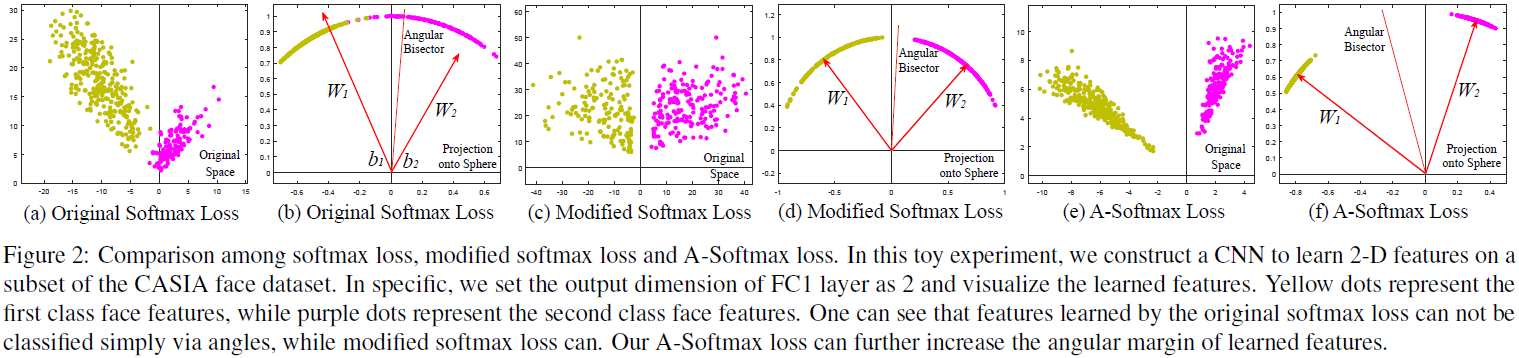 30
25
20
15
10
5
0
-20 -15 -10 -5 0 5 10 15
Original
Space
(a) Original Softmax Loss
1
0.9
0.8
0.7
0.6
0.5
0.4
0.3
0.2
0.1
0
-0.6 -0.4 -0.2 0 0.2 0.4 0.6
Angular
Bisector
W1
W2
b1
b2
Projection
onto Sphere
(b) Original Softmax Loss
60
50
40
30
20
10
0
-40 -30 -20 -10 0 10 20 30 40
Original
Space
(c) Modified Softmax Loss
1.2
1
0.8
0.6
0.4
0.2
0
-0.2
-1 -0.5 0 0.5 1
Angular
Bisector
W1
W2
Projection
onto Sphere
(d) Modified Softmax Loss
10
8
6
4
2
0
-10 -8 -6 -4 -2 0 2 4
Original
Space
(e) A-Softmax Loss
1
0.9
0.8
0.7
0.6
0.5
0.4
0.3
0.2
0.1
0
-0.8 -0.6 -0.4 -0.2 0 0.2 0.4
Angular
Bisector
W1
W2
Projection
onto Sphere
(f) A-Softmax Loss
Figure 2: Comparison among softmax loss, modified softmax loss and A-Softmax loss. In this toy experiment, we construct a CNN to learn 2-D features on a
subset of the CASIA face dataset. In specific, we set the output dimension of FC1 layer as 2 and visualize the learned features. Yellow dots represent the
first class face features, while purple dots represent the second class face features. One can see that features learned by the original softmax loss can not be
classified simply via angles, while modified softmax loss can. Our A-Softmax loss can further increase the angular margin of learned features.